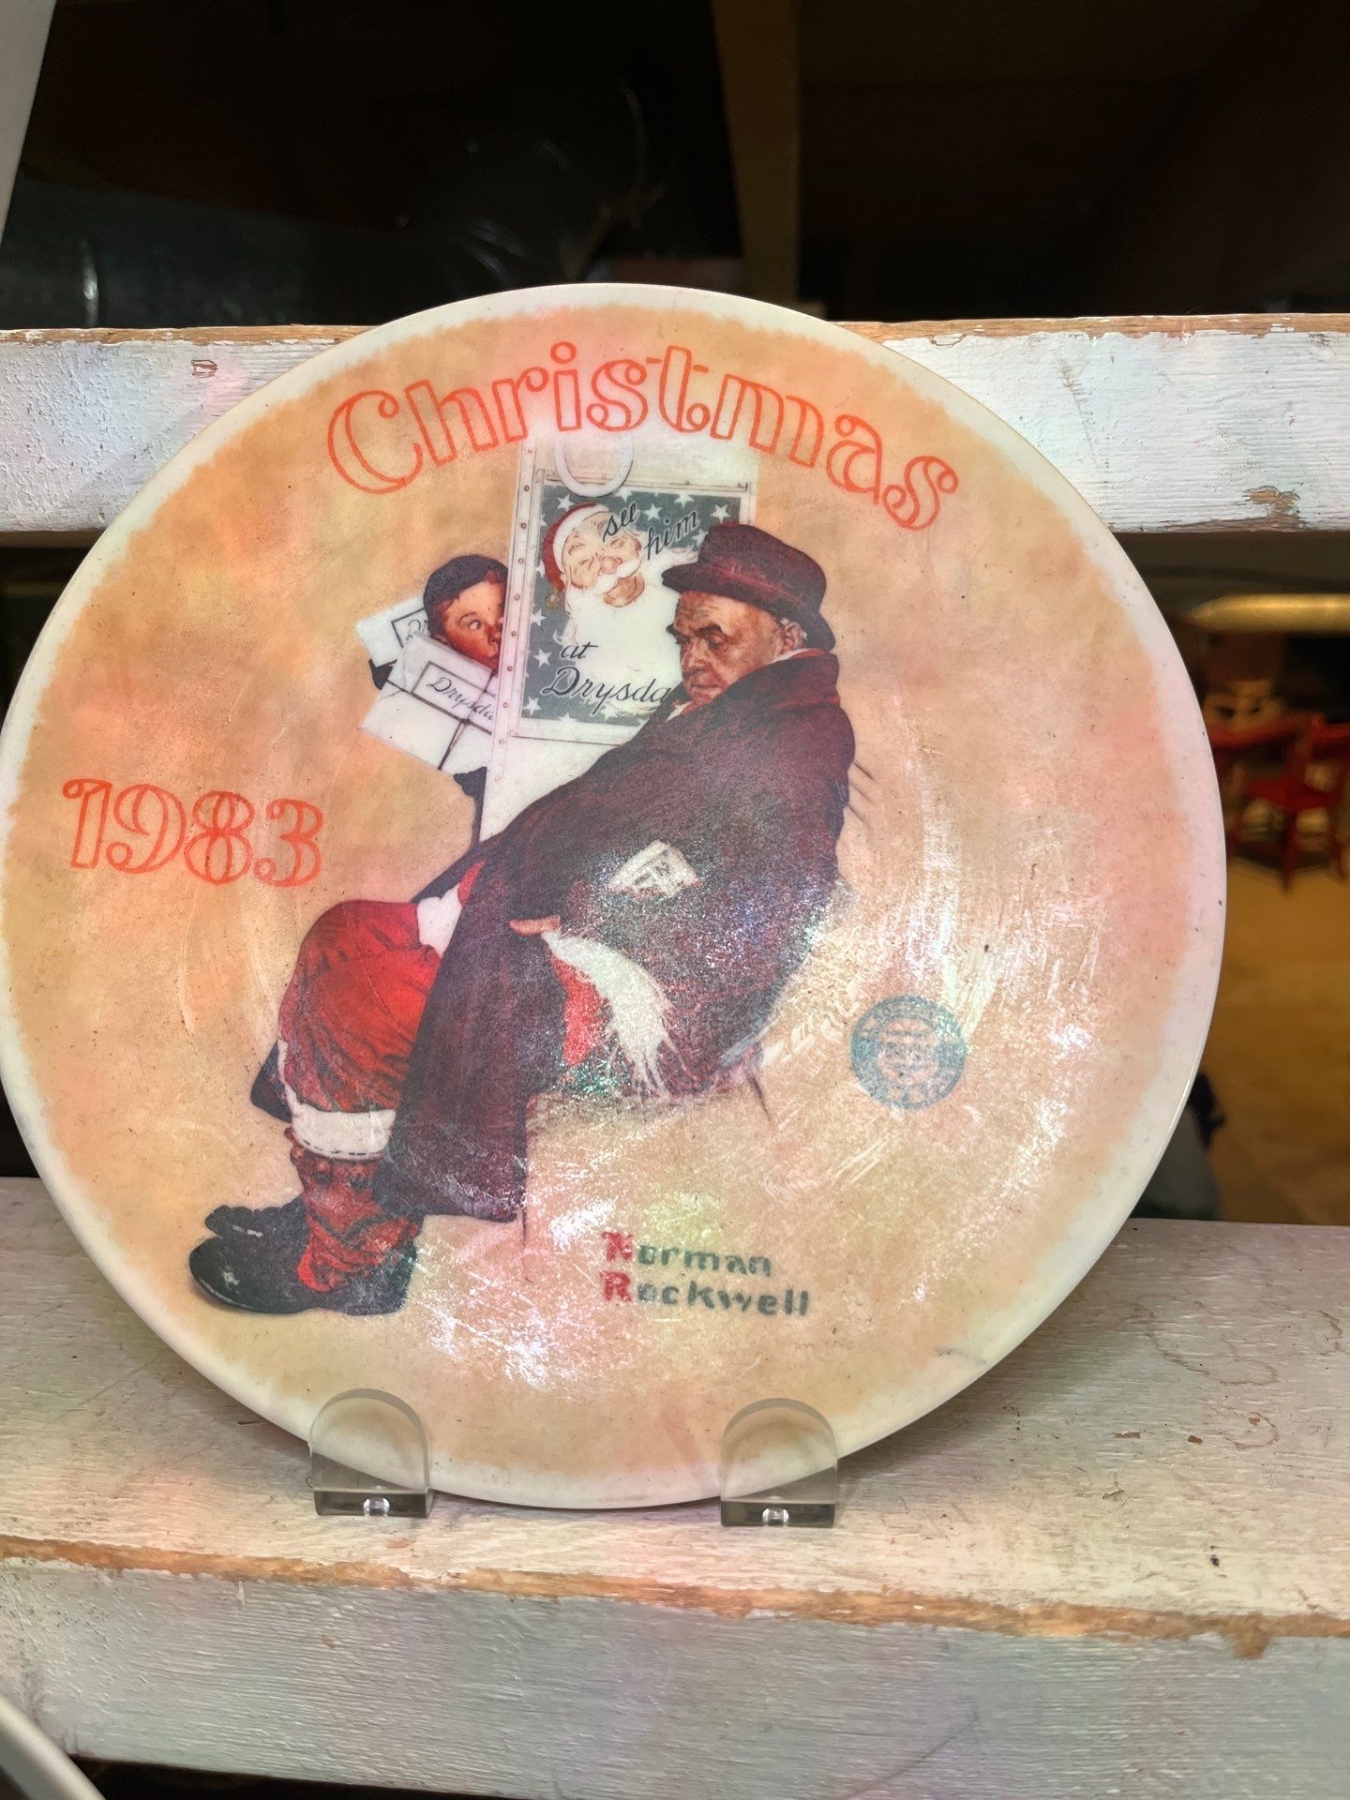 Christmas
see
him
at
Drysda
Drysda
1983
Norman
Rockwell